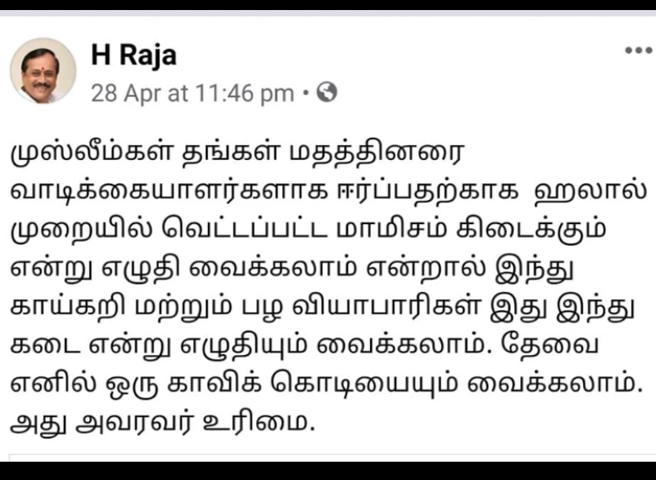 H Raja
28 Apr at 11:46 pm •
முஸ்லீம்கள் தங்கள் மதத்தினரை
வாடிக்கையாளர்களாக ஈர்ப்பதற்காக ஹலால்
முறையில் வெட்டப்பட்ட மாமிசம் கிடைக்கும்
என்று எழுதி வைக்கலாம் என்றால் இந்து
காய்கறி மற்றும் பழ வியாபாரிகள் இது இந்து
கடை என்று எழுதியும் வைக்கலாம். தேவை
எனில் ஒரு காவிக் கொடியையும் வைக்கலாம்.
அது அவரவர் உரிமை.